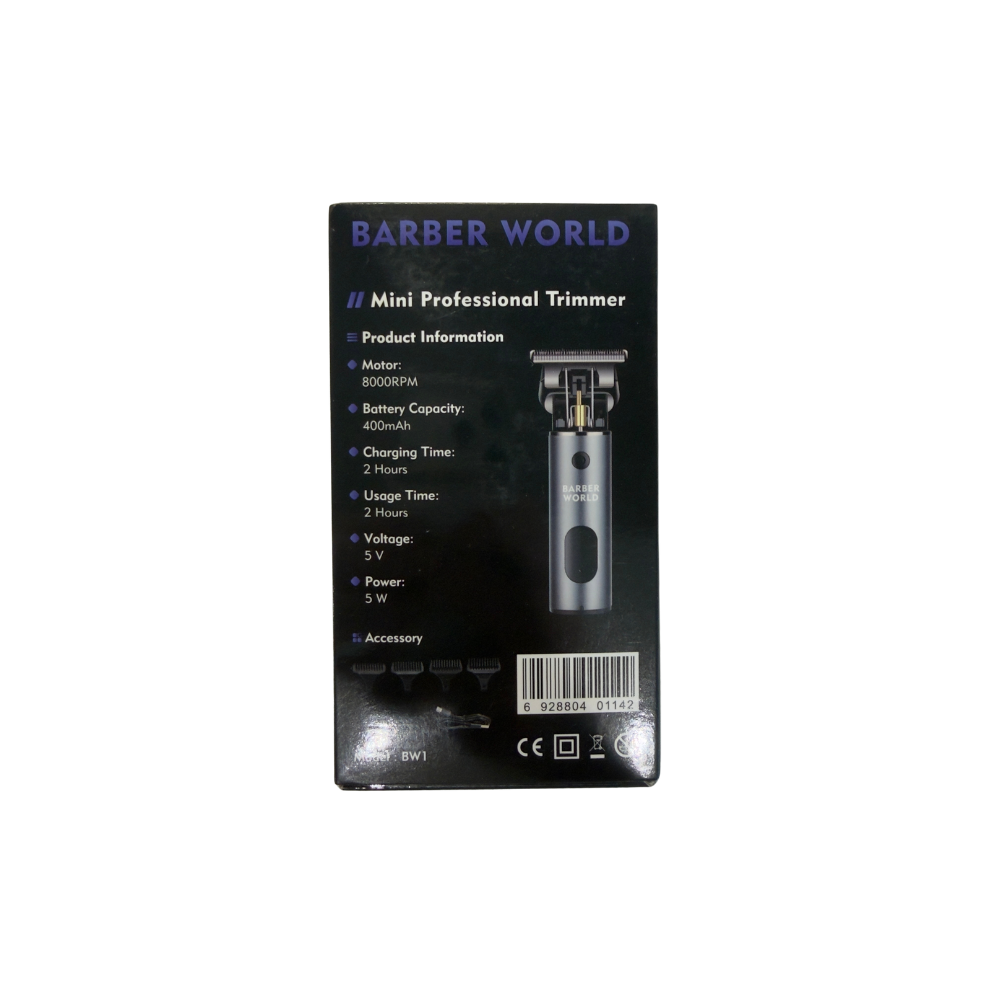 BARBER WORLD
Mini Professional Trimmer
Product Information
Motor:
8000RPM
Battery Capacity:
400mAh
Charging Time:
2 Hours
Usage Time:
2 Hours
Voltage:
5 V
Power:
5 W
Accessory
Model : BW1
BARBER
WORLD
6 928804 01142
CE